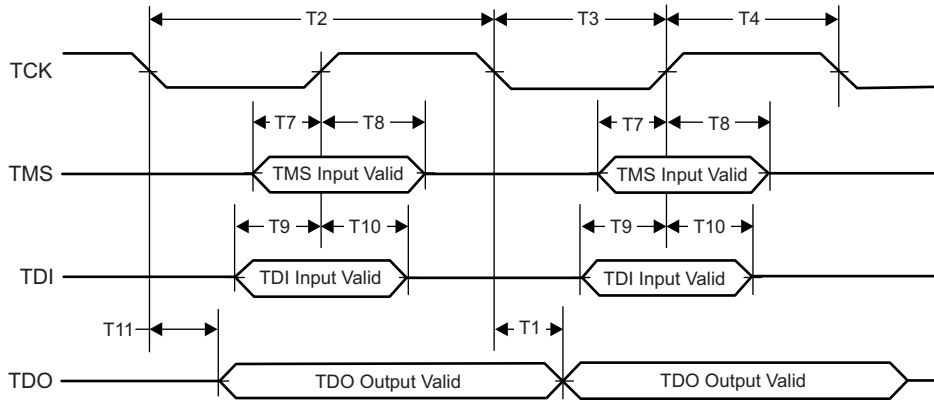 T2
T3
T4
TCK
T7
T8
T7
T8
TMS
TMS Input Valid
TMS Input Valid
T9
T10
T9
T10
TDI
TDI Input Valid
TDI Input Valid
T11
T1
TDO
TDO Output Valid
TDO Output Valid